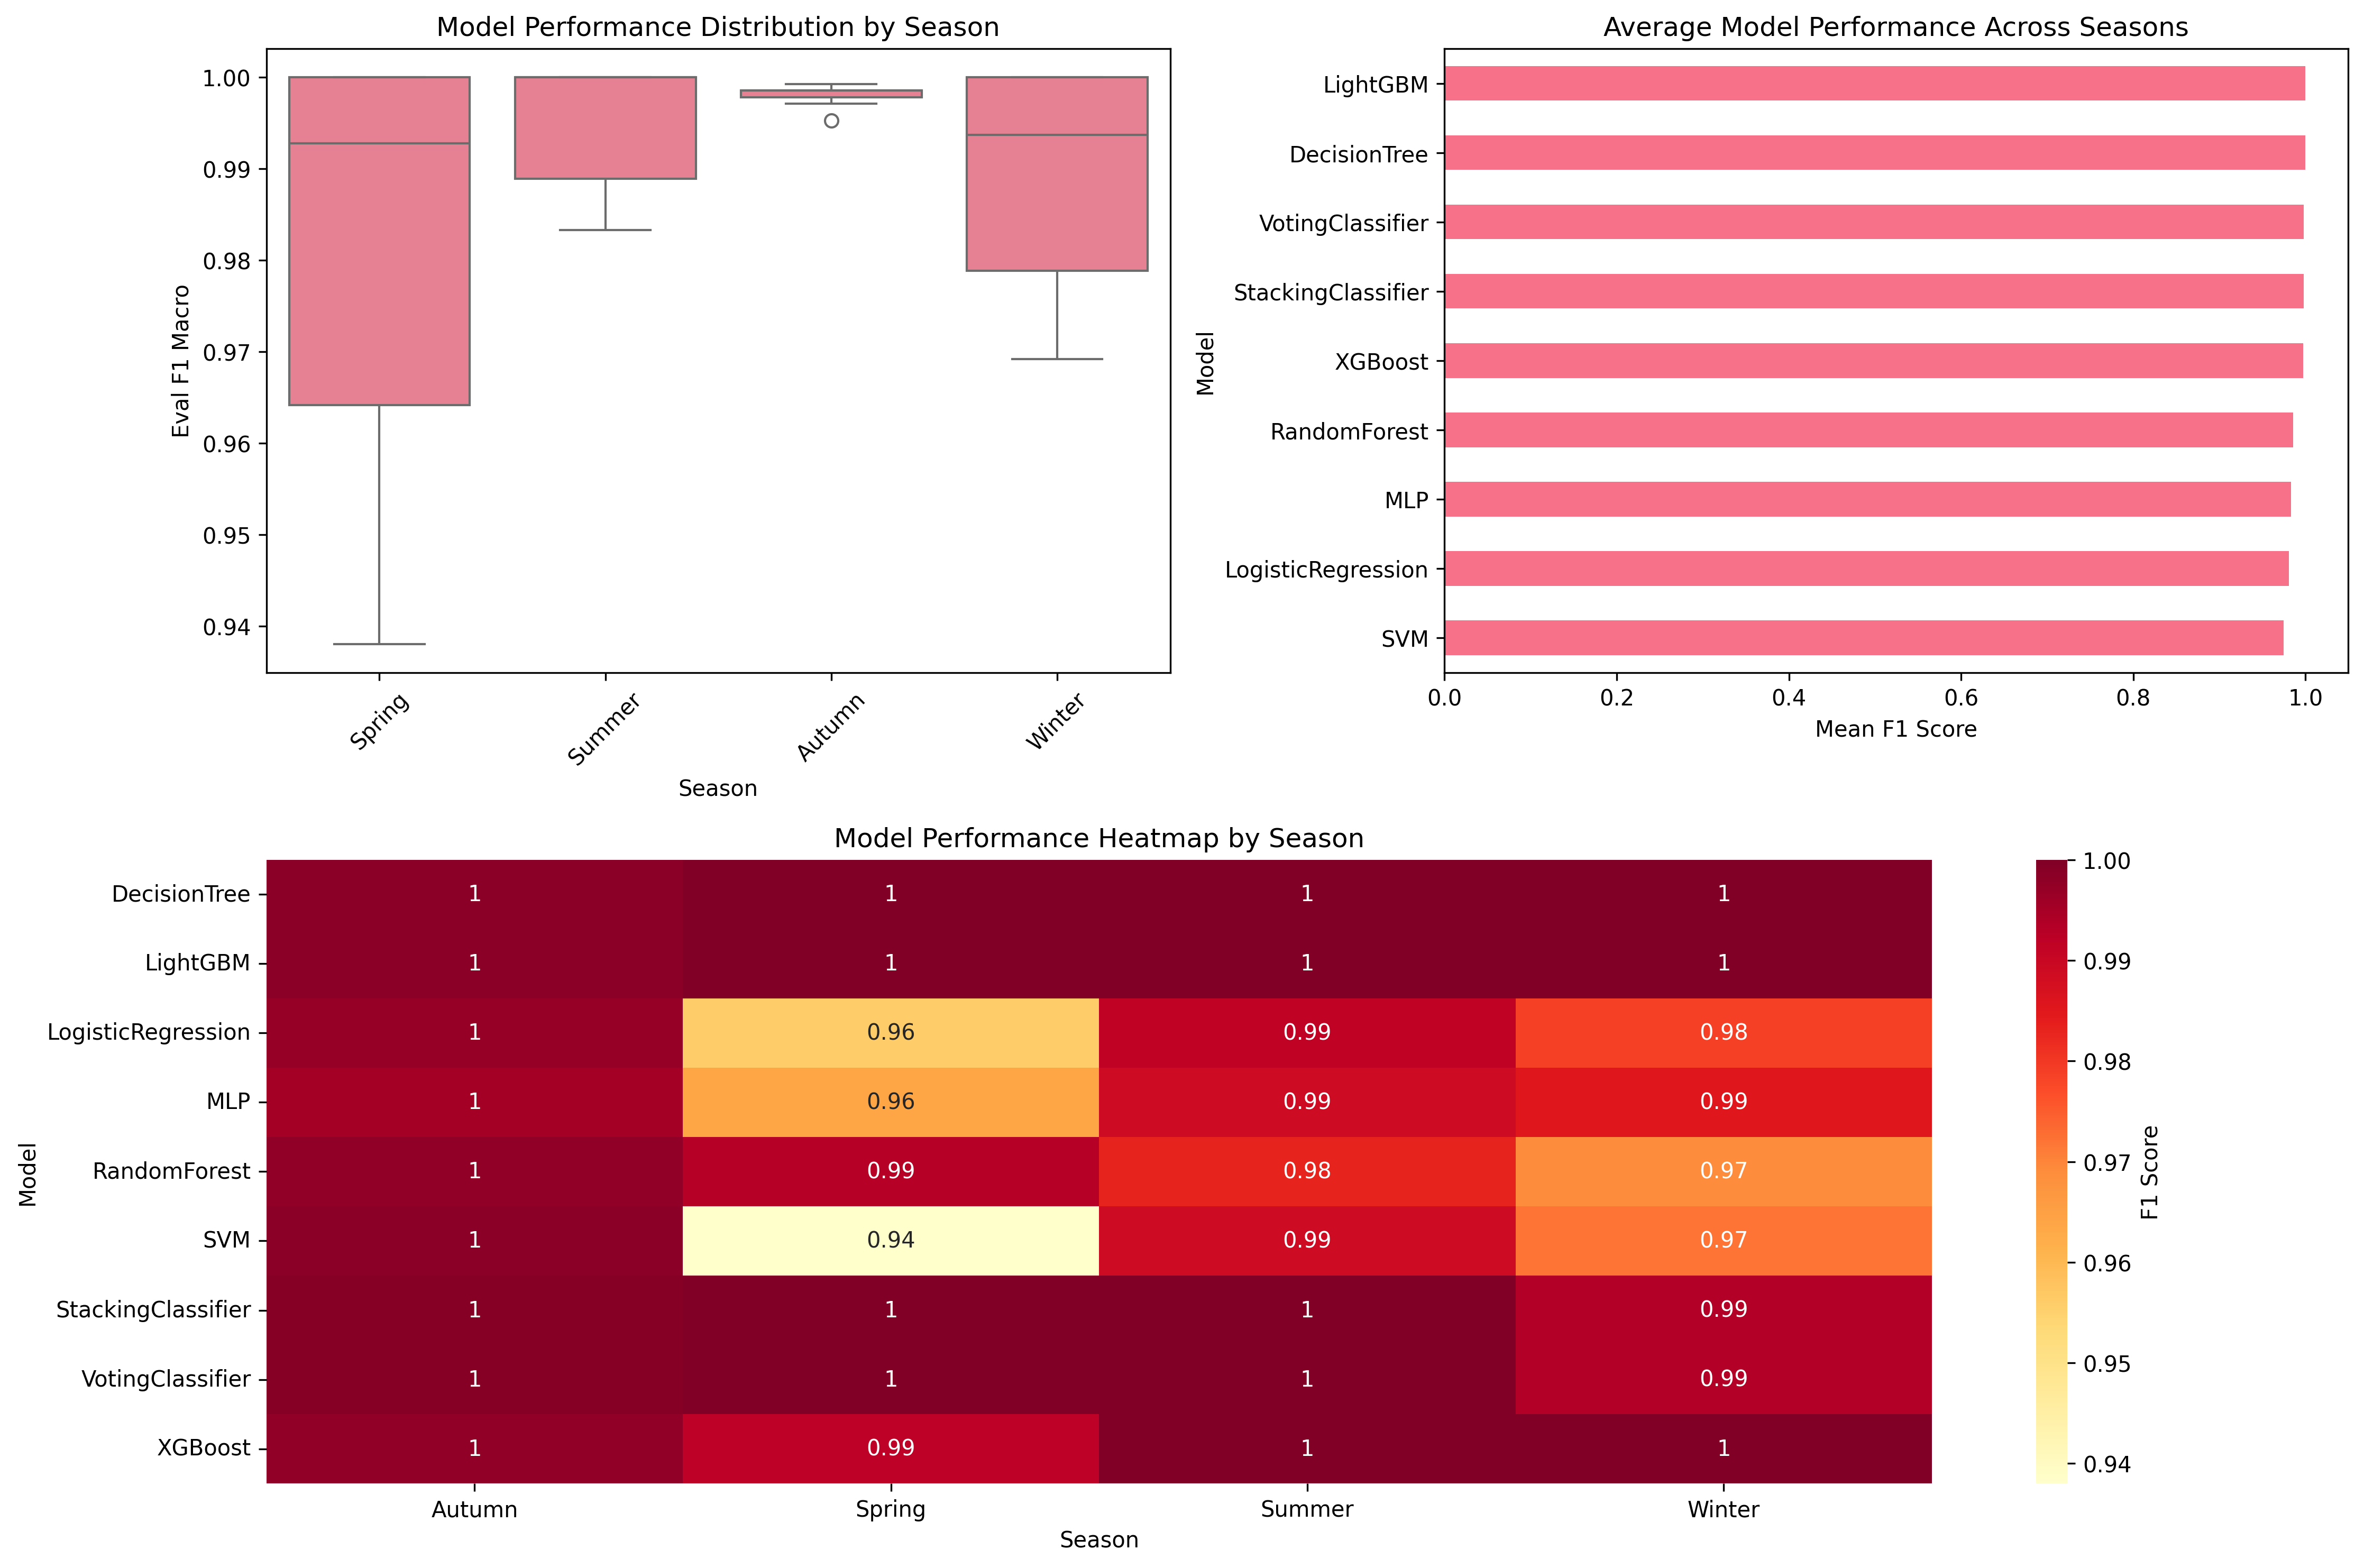 Model Performance Distribution by Season
1.00
0.99
0.98
0.97
0.96
0.95
0.94
Eval F1 Macro
Spring
Summer
Autumn
Winter
Season
Average Model Performance Across Seasons
LightGBM
DecisionTree
VotingClassifier
StackingClassifier
XGBoost
RandomForest
MLP
LogisticRegression
SVM
Model
0.0 0.2 0.4 0.6 0.8 1.0
Mean F1 Score
Model Performance Heatmap by Season
DecisionTree 1 1 1 1
LightGBM 1 1 1 1
LogisticRegression 1 0.96 0.99 0.98
MLP 1 0.96 0.99 0.99
RandomForest 1 0.99 0.98 0.97
SVM 1 0.94 0.99 0.97
StackingClassifier 1 1 1 0.99
VotingClassifier 1 1 1 0.99
XGBoost 1 0.99 1 1
Model
Autumn Spring Summer Winter
Season
1.00
0.99
0.98
0.97
0.96
0.95
0.94
F1 Score